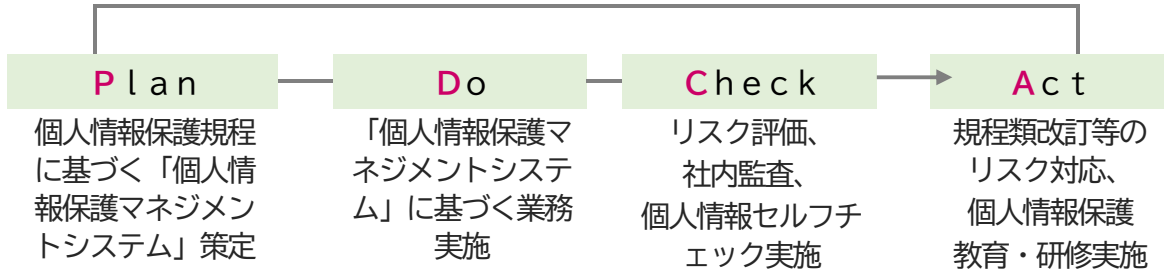 Plan
個人情報保護規程
に基づく「個人情
報保護マネジメン
トシステム」策定
Do
「個人情報保護マ
ネジメントシステ
ム」に基づく業務
実施
Check
リスク評価、
社内監査、
個人情報セルフチ
ェック実施
Act
規程類改訂等の
リスク対応、
個人情報保護
教育・研修実施